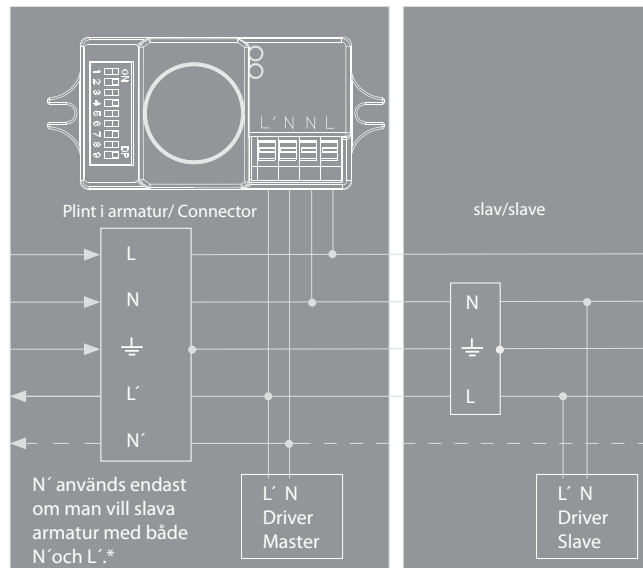 ON
1 2 3 4 5 6 7 8 9
DP
L´ N N L
Plint i armatur/ Connector
slav/slave
L
N
L´
N´
N
L
N´ används endast
om man vill slava
armatur med både
N´och L´.*
L´ N
Driver
Master
L´ N
Driver
Slave